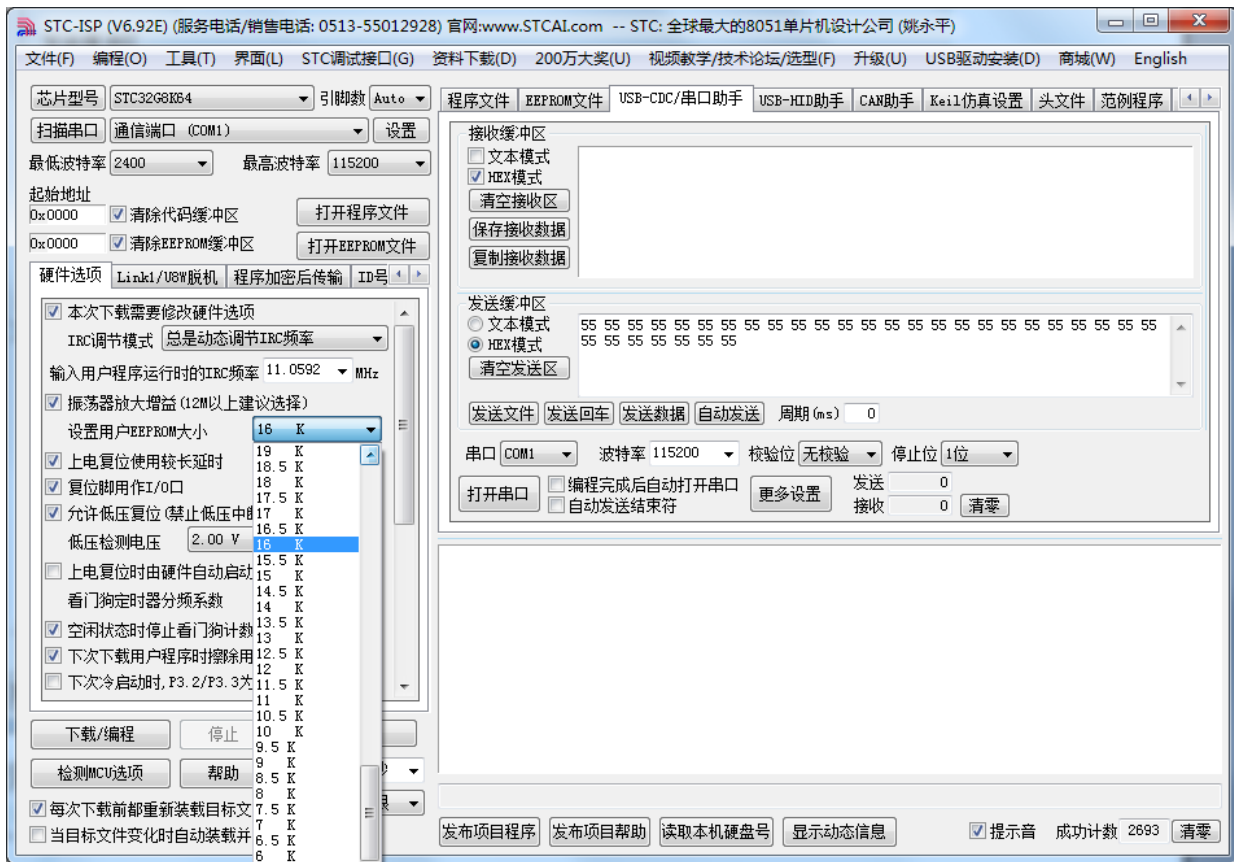 STC-ISP (V6.92E) (服务电话/销售电话: 0513-55012928) 官网:www.STCAI.com -- STC: 全球最大的8051单片机设计公司 (姚永平)
文件(F) 编程(O) 工具(T) 界面(L) STC调试接口(G) 资料下载(D) 200万大奖(U) 视频教学/技术论坛/选型(F) 升级(U) USB驱动安装(D) 商城(W) English
芯片型号 STC32G8K64 引脚数 Auto
扫描串口 通信端口 (COM1) 设置
最低波特率 2400 最高波特率 115200
起始地址
0x0000 清除代码缓冲区 打开程序文件
0x0000 清除EEPROM缓冲区 打开EEPROM文件
硬件选项 Link1/U8W脱机 程序加密后传输 ID号
本次下载需要修改硬件选项
IRC调节模式 总是动态调节IRC频率
输入用户程序运行时的IRC频率 11.0592 MHz
振荡器放大增益(12M以上建议选择)
设置用户EEPROM大小 16 K
上电复位使用较长延时
复位脚用作I/O口
允许低压复位(禁止低压中
低压检测电压 2.00 V
上电复位时由硬件自动启动
看门狗定时器分频系数
空闲状态时停止看门狗计数
下次下载用户程序时擦除用
下次冷启动时,P3.2/P3.3为
19 K
18.5 K
18 K
17.5 K
17 K
16.5 K
16 K
15.5 K
15 K
14.5 K
14 K
13.5 K
13 K
12.5 K
12 K
11.5 K
11 K
10.5 K
10 K
9.5 K
9 K
8.5 K
8 K
7.5 K
7 K
6.5 K
6 K
下载/编程 停止
检测MCU选项 帮助
每次下载前都重新装载目标文
当目标文件变化时自动装载并
程序文件 EEPROM文件 USB-CDC/串口助手 USB-HID助手 CAN助手 Keil仿真设置 头文件 范例程序
接收缓冲区
文本模式
HEX模式
清空接收区
保存接收数据
复制接收数据
发送缓冲区
文本模式
HEX模式
清空发送区
55 55 55 55 55 55 55 55 55 55 55 55 55 55 55 55 55 55 55 55 55 55 55 55 55
55 55 55 55 55 55 55
发送文件 发送回车 发送数据 自动发送 周期(ms) 0
串口 COM1 波特率 115200 校验位 无校验 停止位 1位
打开串口 编程完成后自动打开串口 更多设置 发送 0
自动发送结束符 接收 0 清零
发布项目程序 发布项目帮助 读取本机硬盘号 显示动态信息 提示音 成功计数 2693 清零